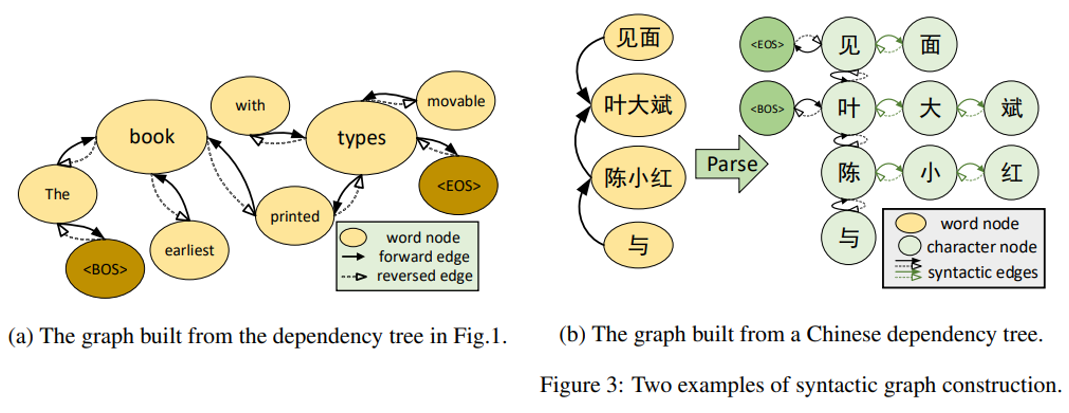 with
movable
book
types
The
<EOS>
printed
earliest
<BOS>
word node
forward edge
reversed edge
(a) The graph built from the dependency tree in Fig.1.
见面
叶大斌
陈小红
与
Parse
<EOS> 见 面
<BOS> 叶 大 斌
陈 小 红
与
word node
character node
syntactic edges
(b) The graph built from a Chinese dependency tree.
Figure 3: Two examples of syntactic graph construction.